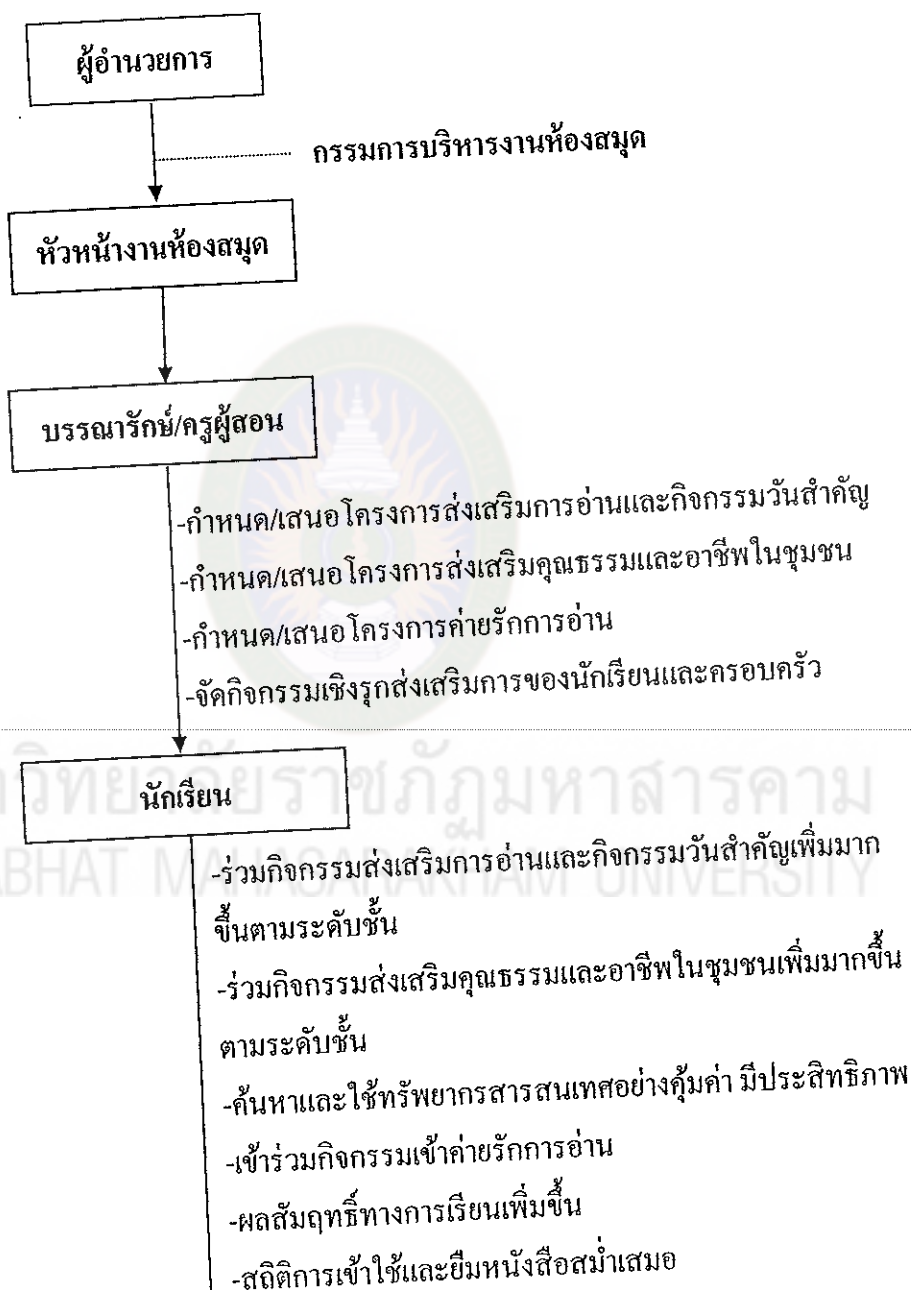 ผู้อำนวยการ
กรรมการบริหารงานห้องสมุด
หัวหน้างานห้องสมุด
บรรณารักษ์/ครูผู้สอน
-กำหนด/เสนอโครงการส่งเสริมการอ่านและกิจกรรมวันสำคัญ
-กำหนด/เสนอโครงการส่งเสริมคุณธรรมและอาชีพในชุมชน
-กำหนด/เสนอโครงการค่ายรักการอ่าน
-จัดกิจกรรมเชิงรุกส่งเสริมการของนักเรียนและครอบครัว
ราชภัฏมหาสารคาม
นักเรียน
MAHASARAKHAM UNIVERSITY
-ร่วมกิจกรรมส่งเสริมการอ่านและกิจกรรมวันสำคัญเพิ่มมาก
ขึ้นตามระดับชั้น
-ร่วมกิจกรรมส่งเสริมคุณธรรมและอาชีพในชุมชนเพิ่มมากขึ้น
ตามระดับชั้น
-ค้นหาและใช้ทรัพยากรสารสนเทศอย่างคุ้มค่า มีประสิทธิภาพ
-เข้าร่วมกิจกรรมเข้าค่ายรักการอ่าน
-ผลสัมฤทธิ์ทางการเรียนเพิ่มขึ้น
-สถิติการเข้าใช้และยืมหนังสือสม่ำเสมอ